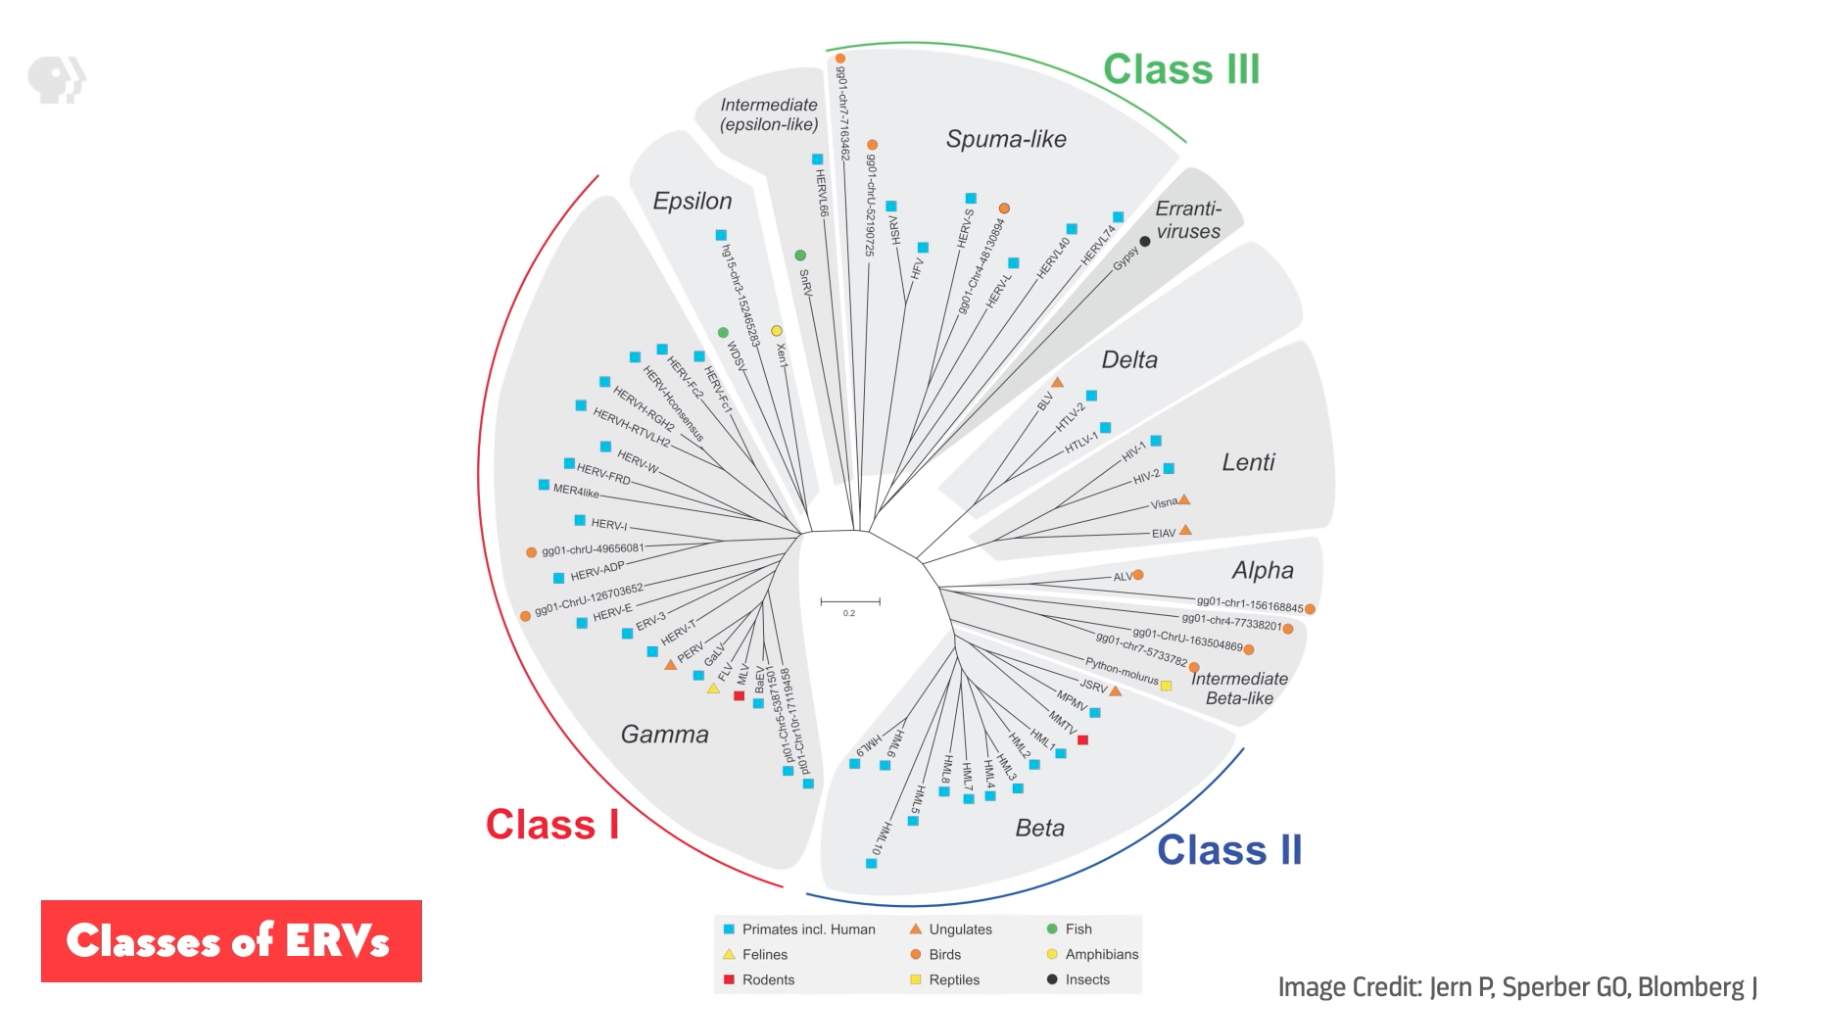 Class III
Intermediate
(epsilon-like)
Spuma-like
Epsilon
Erranti-
viruses
Delta
Lenti
Alpha
Intermediate
Beta-like
Beta
Class II
Gamma
Class I
gg01-chr7-7163462
HERVL66
SnRV
gg01-chrU-52190725
HSRV
HFV
HERV-S
gg01-Chr4-48130894
HERV-L
HERVL40
HERVL74
Gypsy
hg15-chr3-152465283
WDSV
Xen1
BLV
HTLV-2
HTLV-1
HIV-1
HIV-2
Visna
EIAV
ALV
gg01-chr1-156168845
gg01-chr4-77338201
gg01-ChrU-163504869
gg01-chr7-5733782
Python-molurus
JSRV
MPMV
MMTV
HML1
HML2
HML3
HML4
HML7
HML8
HML5
HML10
HML6
HML9
HERV-Fc1
HERV-Fc2
HERV-Hconsensus
HERVH-RGH2
HERVH-RTVLH2
HERV-W
HERV-FRD
MER4like
HERV-I
gg01-chrU-49656081
HERV-ADP
gg01-ChrU-126703652
HERV-E
ERV-3
HERV-T
PERV
GaLV
FLV
MLV
BaEV
pt01-Chr5-53871501
pt01-Chr10r-17119458
0.2
Primates incl. Human
Ungulates
Fish
Felines
Birds
Amphibians
Rodents
Reptiles
Insects
Classes of ERVs
Image Credit: Jern P, Sperber GO, Blomberg J